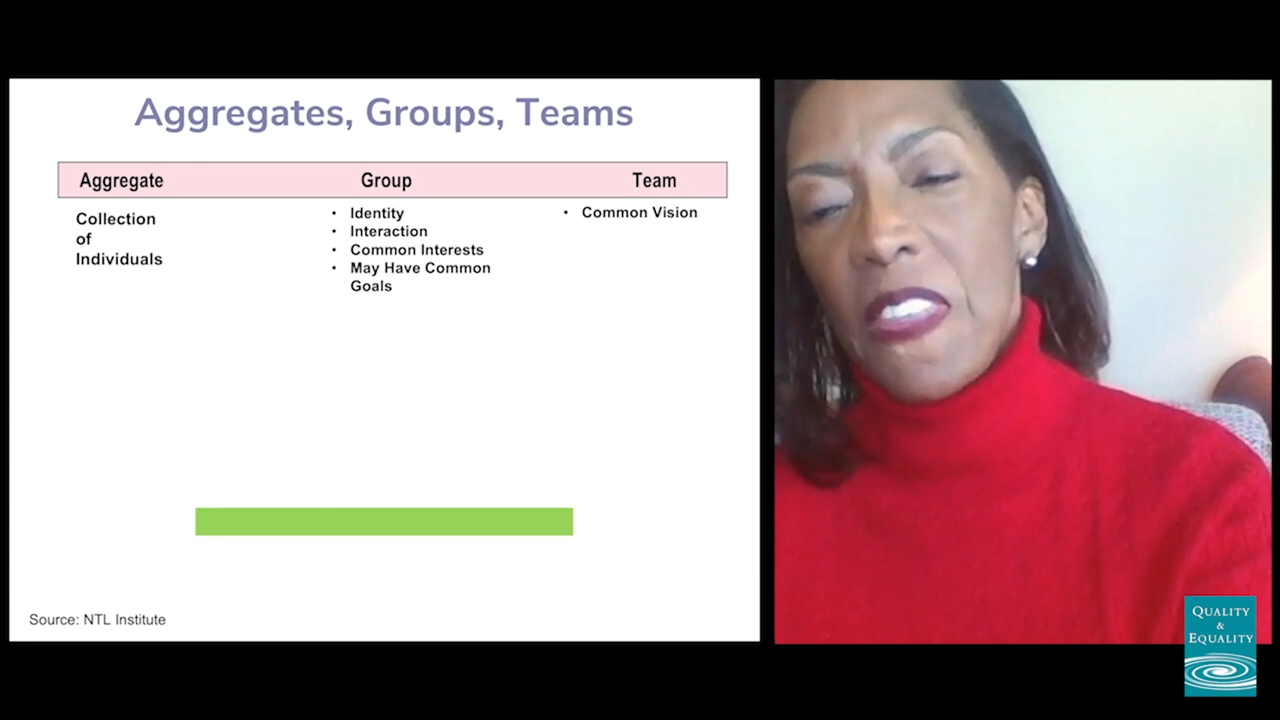 Aggregates, Groups, Teams
Aggregate
Group
Team
Collection
of
Individuals
• Identity
• Interaction
• Common Interests
• May Have Common
Goals
• Common Vision
Source: NTL Institute
QUALITY
&
EQUALITY